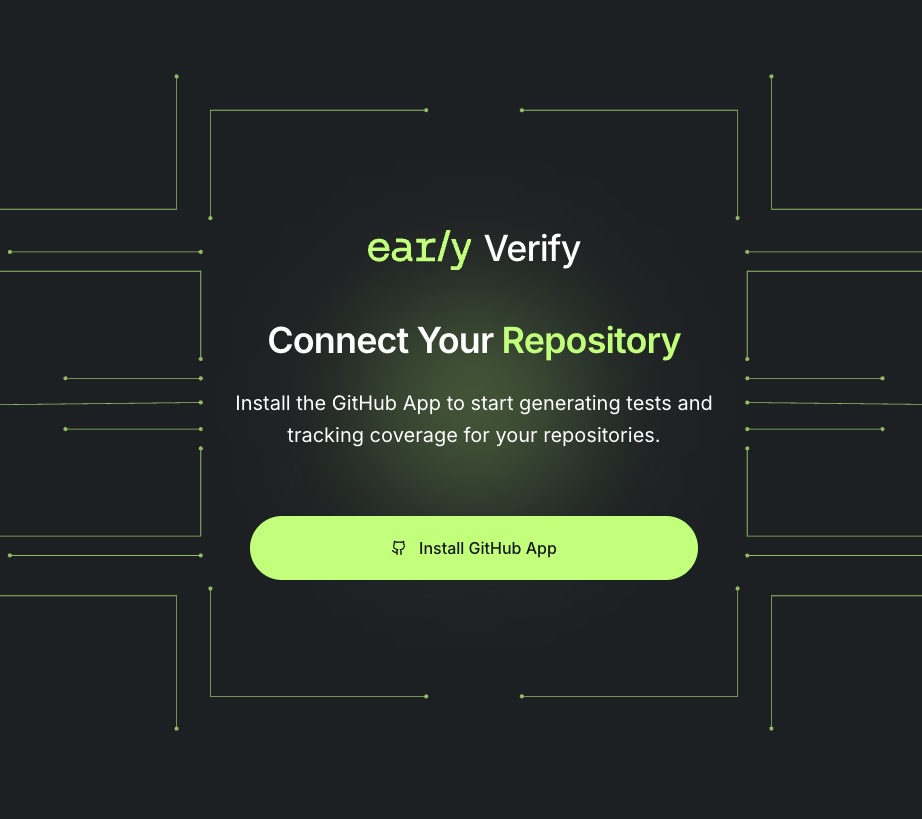 early Verify
Connect Your Repository
Install the GitHub App to start generating tests and
tracking coverage for your repositories.
Install GitHub App